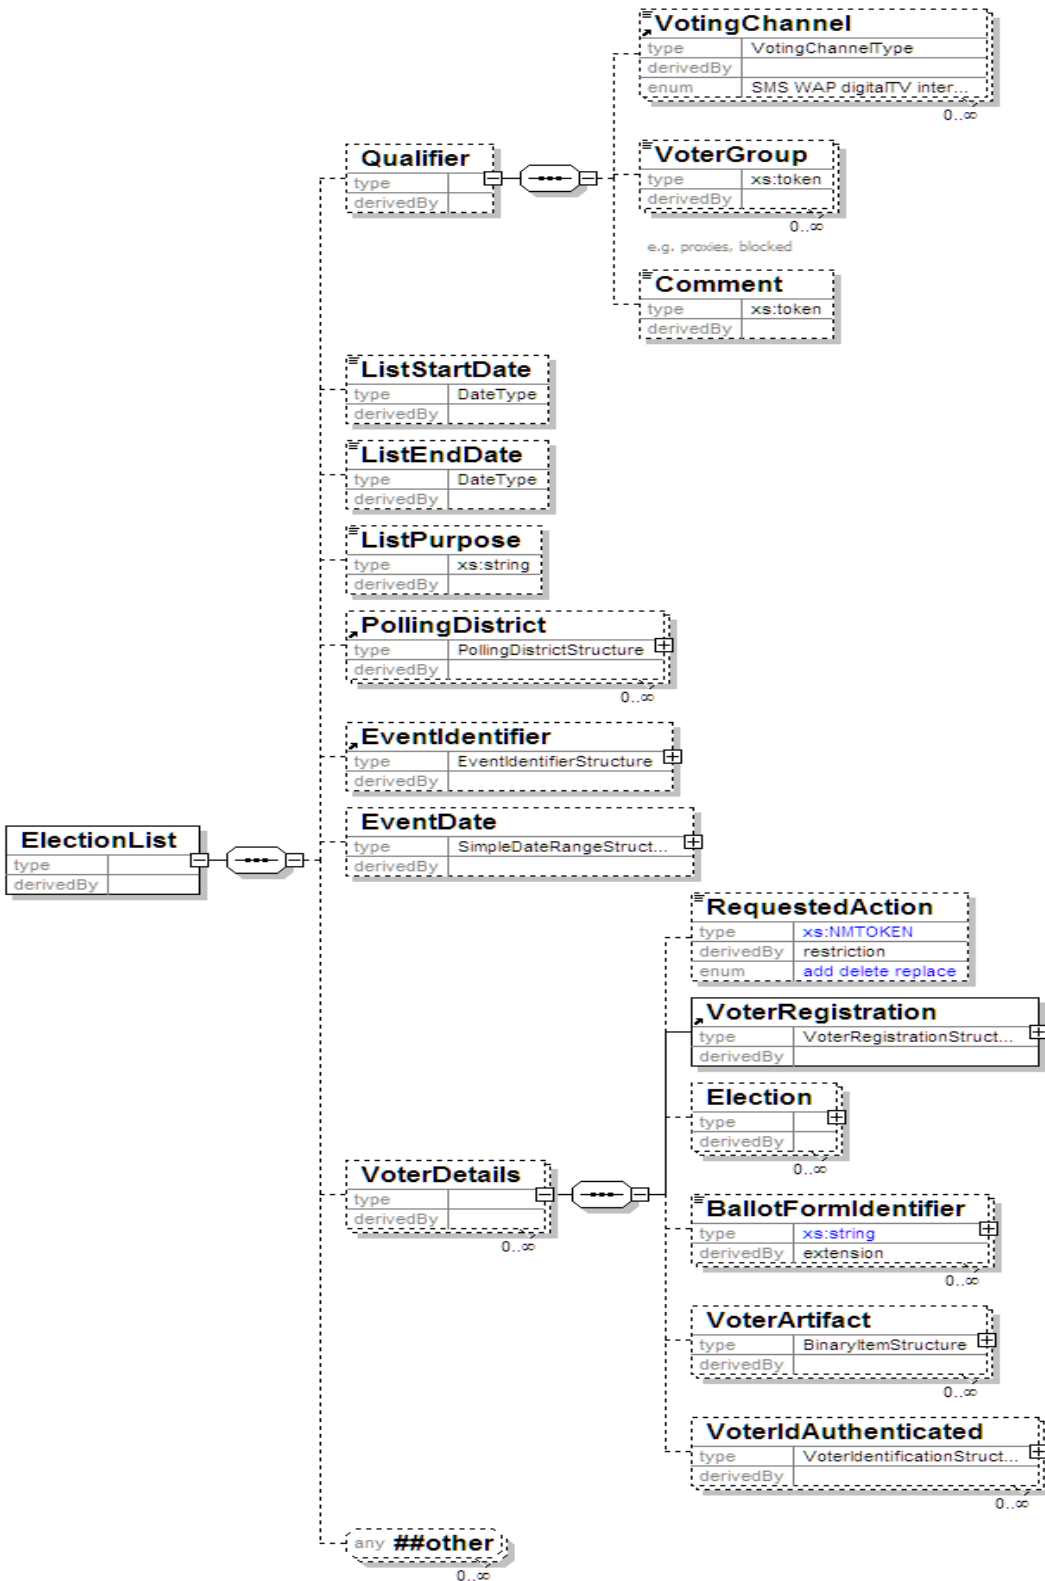 VotingChannel
type VotingChannelType
derivedBy
enum SMS WAP digitalTV inter...
0..∞
Qualifier
type
derivedBy
VoterGroup
type xs:token
derivedBy
0..∞
e.g. proxies, blocked
Comment
type xs:token
derivedBy
ListStartDate
type DateType
derivedBy
ListEndDate
type DateType
derivedBy
ListPurpose
type xs:string
derivedBy
PollingDistrict
type PollingDistrictStructure
derivedBy
0..∞
EventIdentifier
type EventIdentifierStructure
derivedBy
EventDate
type SimpleDateRangeStruct...
derivedBy
ElectionList
type
derivedBy
RequestedAction
type xs:NMTOKEN
derivedBy restriction
enum add delete replace
VoterRegistration
type VoterRegistrationStruct...
derivedBy
Election
type
derivedBy
0..∞
VoterDetails
type
derivedBy
0..∞
BallotFormIdentifier
type xs:string
derivedBy extension
0..∞
VoterArtifact
type BinaryItemStructure
derivedBy
0..∞
VoterIdAuthenticated
type VoterIdentificationStruct...
derivedBy
0..∞
any ##other
0..∞